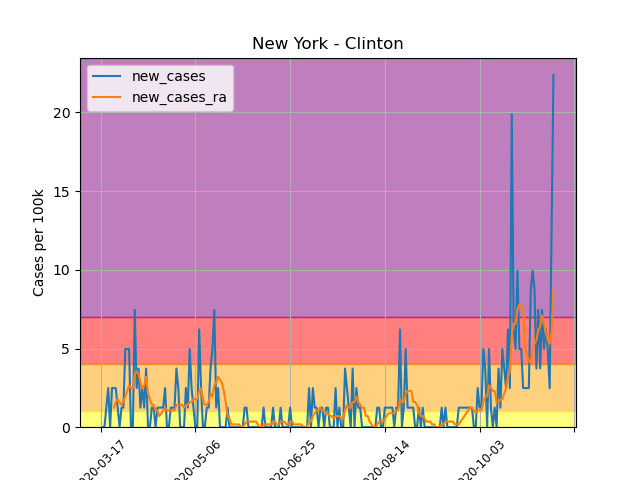 New York - Clinton
new_cases
new_cases_ra
Cases per 100k
20
15
10
5
0
020-03-17
020-05-06
020-06-25
020-08-14
020-10-03